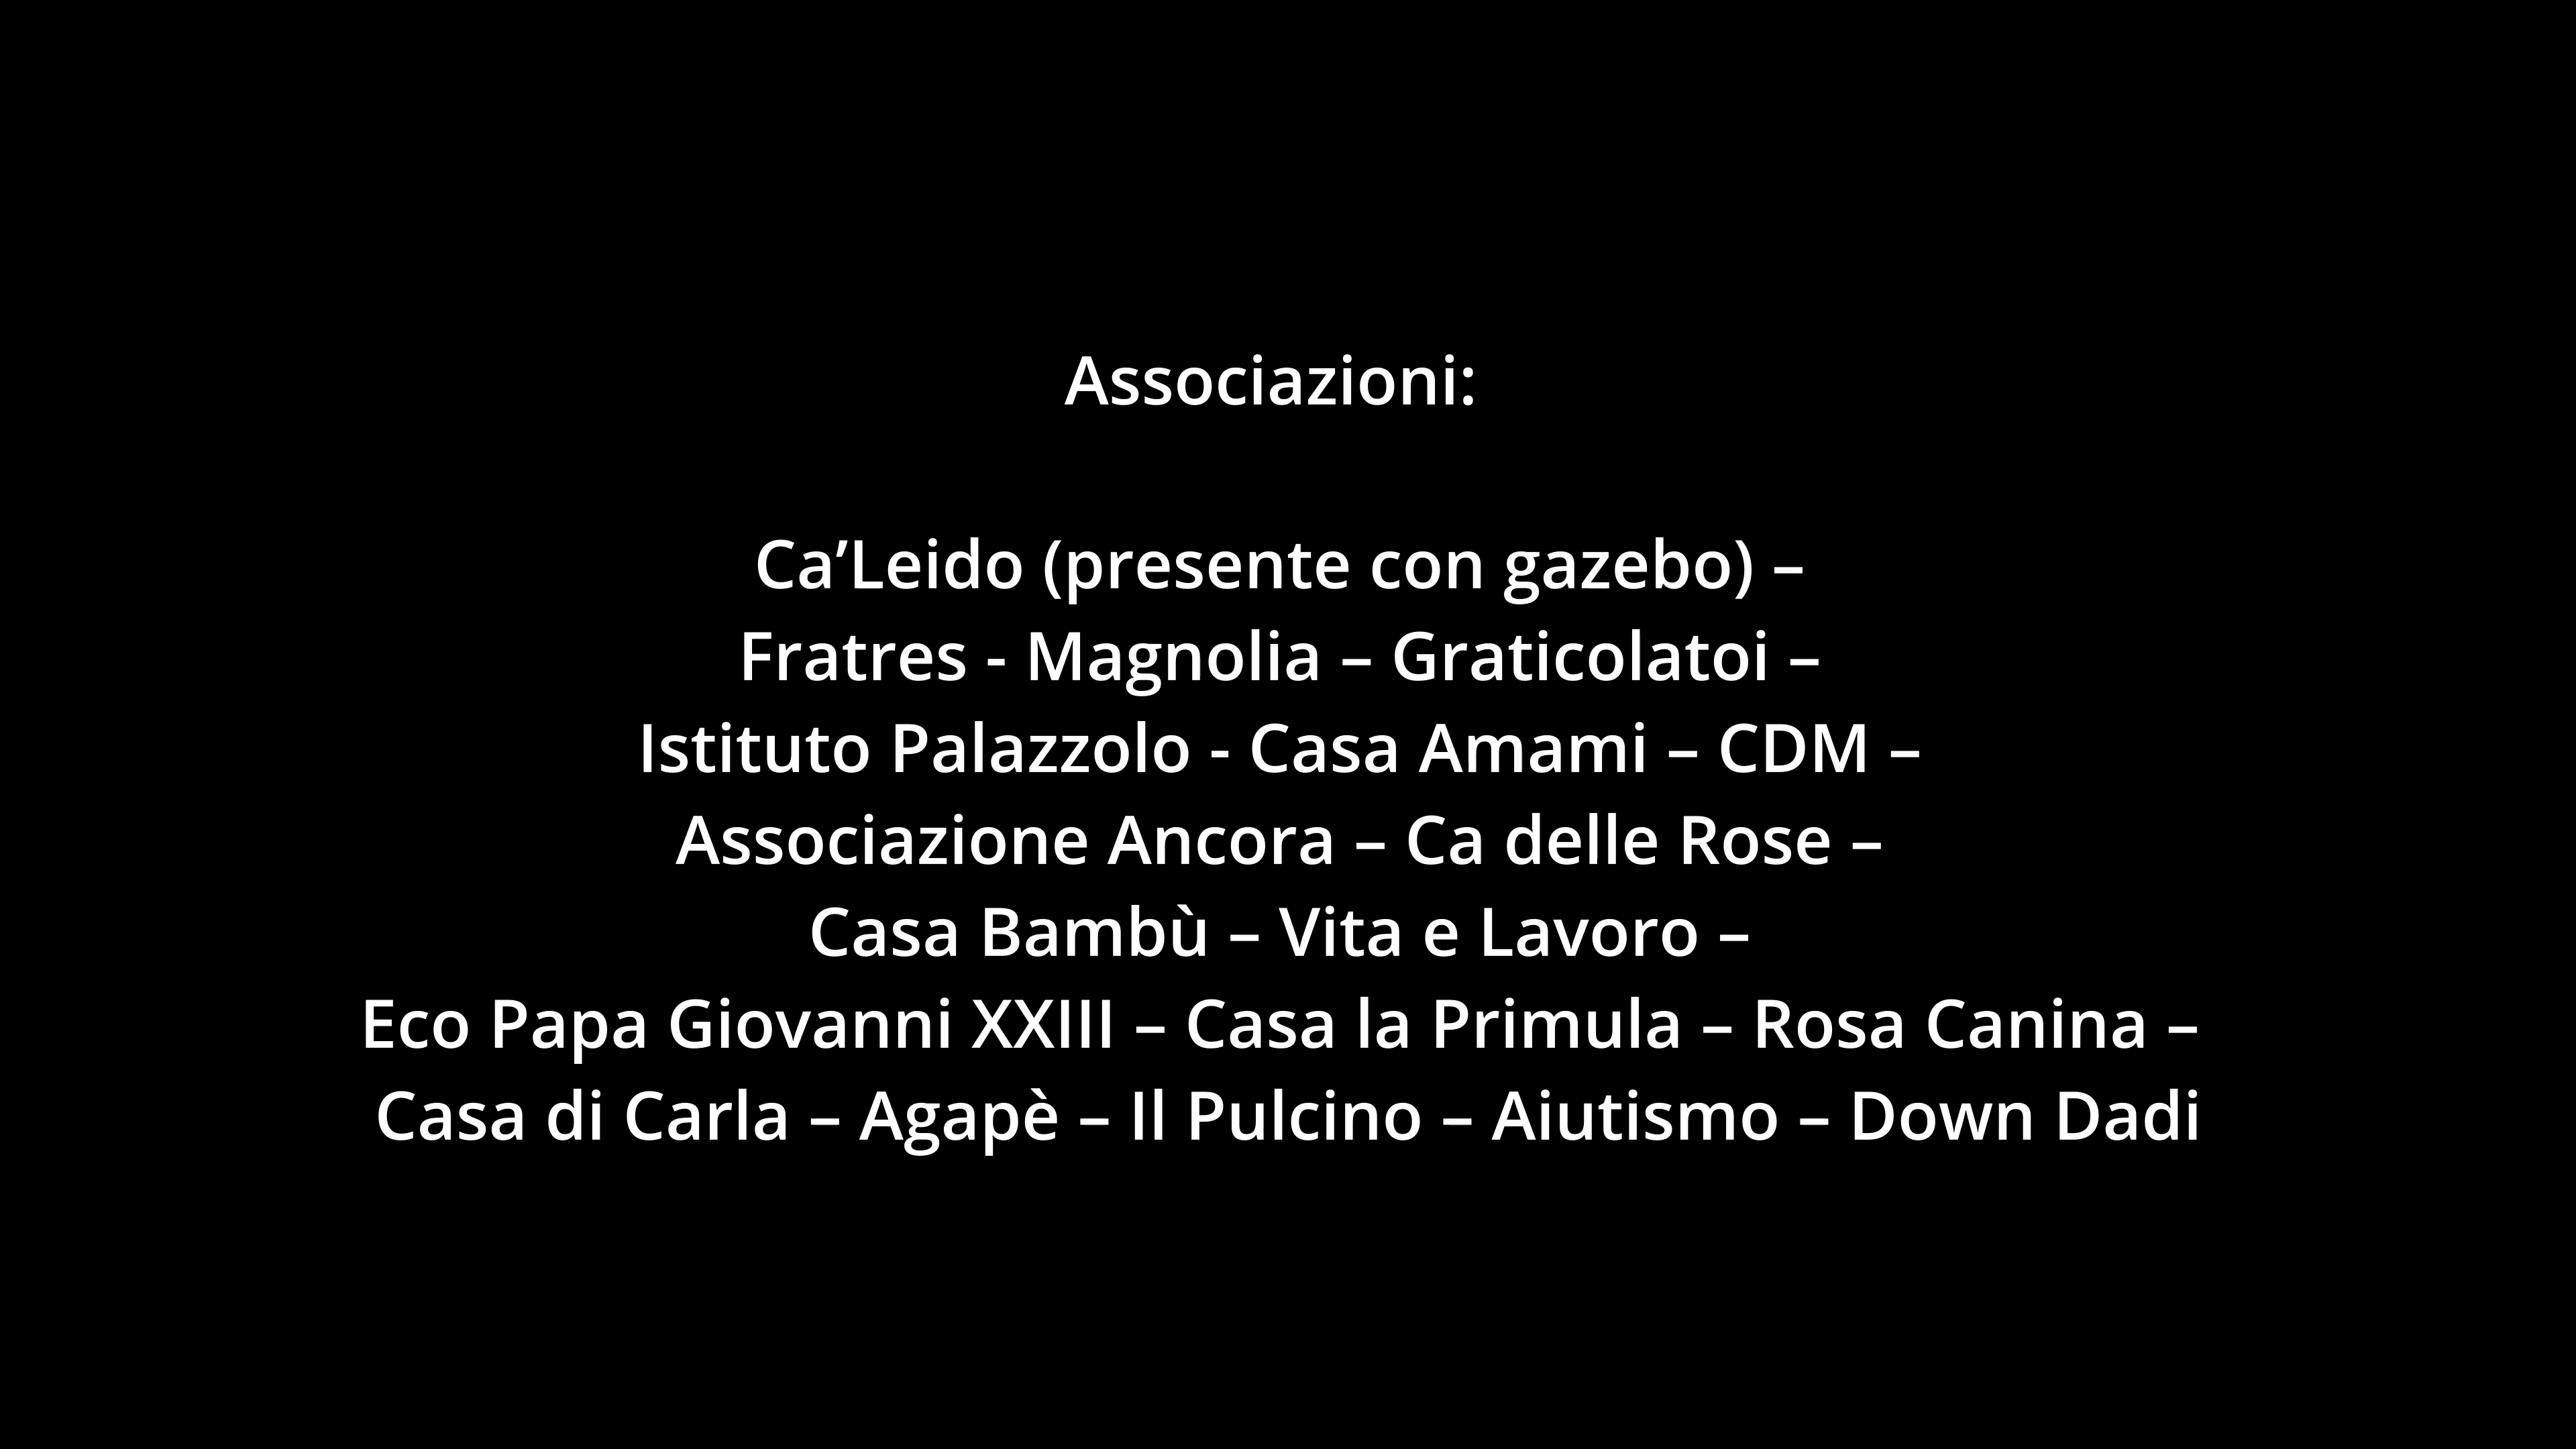 Associazioni:
Ca’Leido (presente con gazebo) –
Fratres - Magnolia – Graticolatoi –
Istituto Palazzolo - Casa Amami – CDM –
Associazione Ancora – Ca delle Rose –
Casa Bambù – Vita e Lavoro –
Eco Papa Giovanni XXIII – Casa la Primula – Rosa Canina –
Casa di Carla – Agapè – Il Pulcino – Aiutismo – Down Dadi